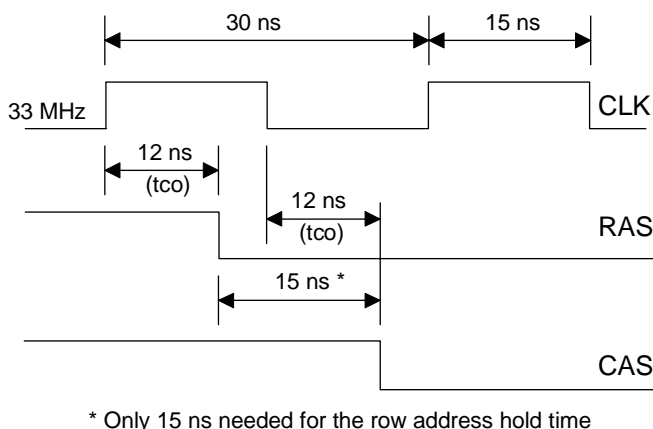 30 ns
15 ns
33 MHz
CLK
12 ns
(tco)
12 ns
(tco)
RAS
15 ns *
CAS
* Only 15 ns needed for the row address hold time